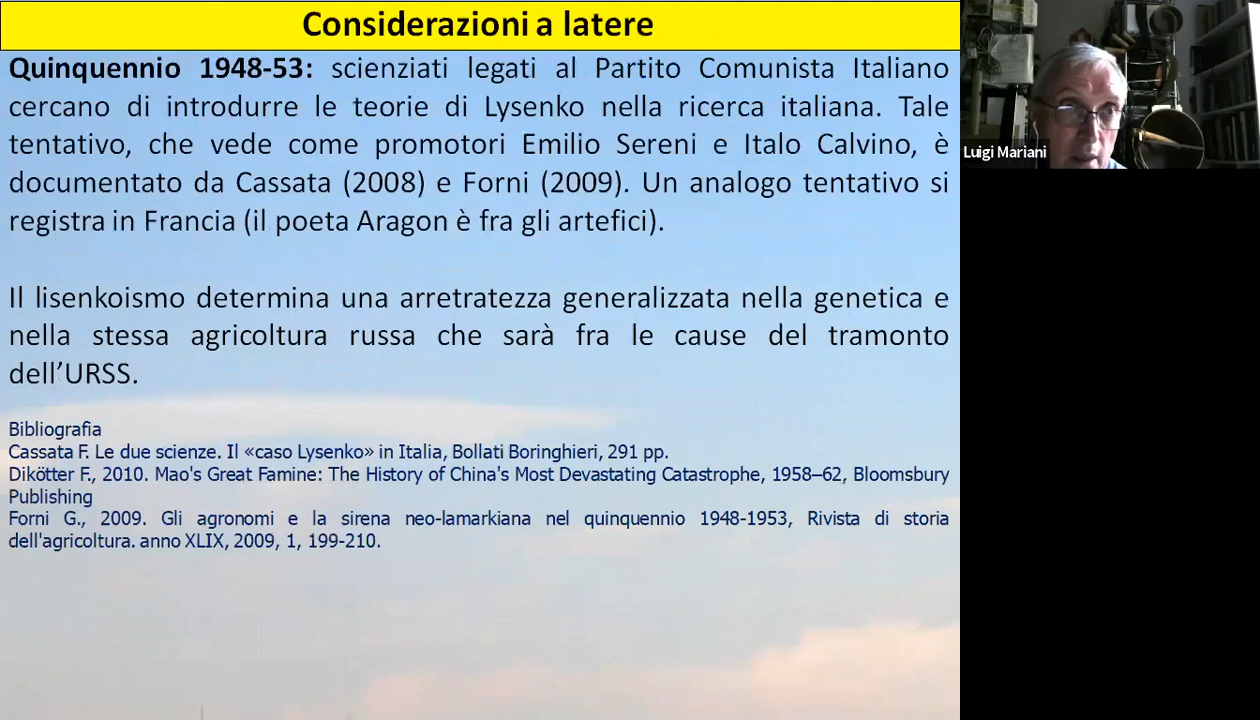 Considerazioni a latere
Quinquennio 1948-53: scienziati legati al Partito Comunista Italiano
cercano di introdurre le teorie di Lysenko nella ricerca italiana. Tale
tentativo, che vede come promotori Emilio Sereni e Italo Calvino, è
documentato da Cassata (2008) e Forni (2009). Un analogo tentativo si
registra in Francia (il poeta Aragon è fra gli artefici).
Il lisenkoismo determina una arretratezza generalizzata nella genetica e
nella stessa agricoltura russa che sarà fra le cause del tramonto
dell’URSS.
Bibliografia
Cassata F. Le due scienze. Il «caso Lysenko» in Italia, Bollati Boringhieri, 291 pp.
Dikötter F., 2010. Mao's Great Famine: The History of China's Most Devastating Catastrophe, 1958–62, Bloomsbury
Publishing
Forni G., 2009. Gli agronomi e la sirena neo-lamarkiana nel quinquennio 1948-1953, Rivista di storia
dell'agricoltura. anno XLIX, 2009, 1, 199-210.
Luigi Mariani